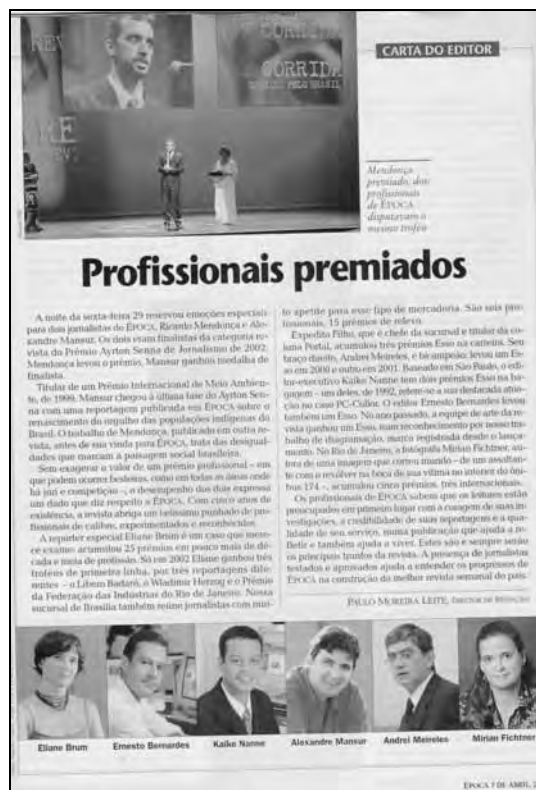 CARTA DO EDITOR
CORRIDA
Mendonça
premiado: dois
profissionais
de ÉPOCA
disputavam o
mesmo troféu
Profissionais premiados
A noite da sexta-feira 29 reservou emoções especiais
para dois jornalistas de ÉPOCA, Ricardo Mendonça e Ale-
xandre Mansur. Os dois eram finalistas da categoria re-
vista do Prêmio Ayrton Senna de Jornalismo de 2002.
Mendonça levou o prêmio, Mansur ganhou medalha de
finalista.
Titular de um Prêmio Internacional de Meio Ambien-
te, de 1999, Mansur chegou à última fase do Ayrton Sen-
na com uma reportagem publicada em ÉPOCA sobre o
renascimento do orgulho das populações indígenas do
Brasil. O trabalho de Mendonça, publicado em outra re-
vista, antes de sua vinda para ÉPOCA, trata das desigual-
dades que marcam a paisagem social brasileira.
Sem exagerar o valor de um prêmio profissional – em
que podem ocorrer besteiras, como em todas as áreas onde
há júri e competição –, o desempenho dos dois expressa
um dado que diz respeito a ÉPOCA. Com cinco anos de
existência, a revista abriga um belíssimo punhado de pro-
fissionais de calibre, experimentados e reconhecidos.
A repórter especial Eliane Brum é um caso que mere-
ce exame: acumulou 25 prêmios em pouco mais de dé-
cada e meia de profissão. Só em 2002 Eliane ganhou três
troféus de primeira linha, por três reportagens dife-
rentes – o Líbero Badaró, o Wladimir Herzog e o Prêmio
da Federação das Indústrias do Rio de Janeiro. Nossa
sucursal de Brasília também reúne jornalistas com mui-
to apetite para esse tipo de mercadoria. São seis pro-
fissionais, 15 prêmios de relevo.
Expedito Filho, que é chefe da sucursal e titular da co-
luna Portal, acumulou três prêmios Esso na carteira. Seu
braço direito, Andrei Meireles, é bicampeão: levou um Es-
so em 2000 e outro em 2001. Baseado em São Paulo, o edi-
tor-executivo Kaíke Nanne tem dois prêmios Esso na ba-
gagem – um deles, de 1992, refere-se a sua destacada atua-
ção no caso PC-Collor. O editor Ernesto Bernardes levou
também um Esso. No ano passado, a equipe de arte da re-
vista ganhou um Esso, num reconhecimento por nosso tra-
balho de diagramação, marca registrada desde o lança-
mento. No Rio de Janeiro, a fotógrafa Mirian Fichtner, au-
tora de uma imagem que correu mundo – de um assaltan-
te com o revólver na boca de sua vítima no interior do ôni-
bus 174 –, acumulou cinco prêmios, três internacionais.
Os profissionais de ÉPOCA sabem que os leitores estão
preocupados em primeiro lugar com a coragem de suas in-
vestigações, a credibilidade de suas reportagens e a qua-
lidade de seu serviço, numa publicação que ajuda a re-
fletir e também ajuda a viver. Estes são e sempre serão
os principais trunfos da revista. A presença de jornalistas
testados e aprovados ajuda a entender os progressos de
ÉPOCA na construção da melhor revista semanal do país.
PAULO MOREIRA LEITE, DIRETOR DE REDAÇÃO
Eliane Brum
Ernesto Bernardes
Kaíke Nanne
Alexandre Mansur
Andrei Meireles
Mirian Fichtner
ÉPOCA 7 DE ABRIL, 2